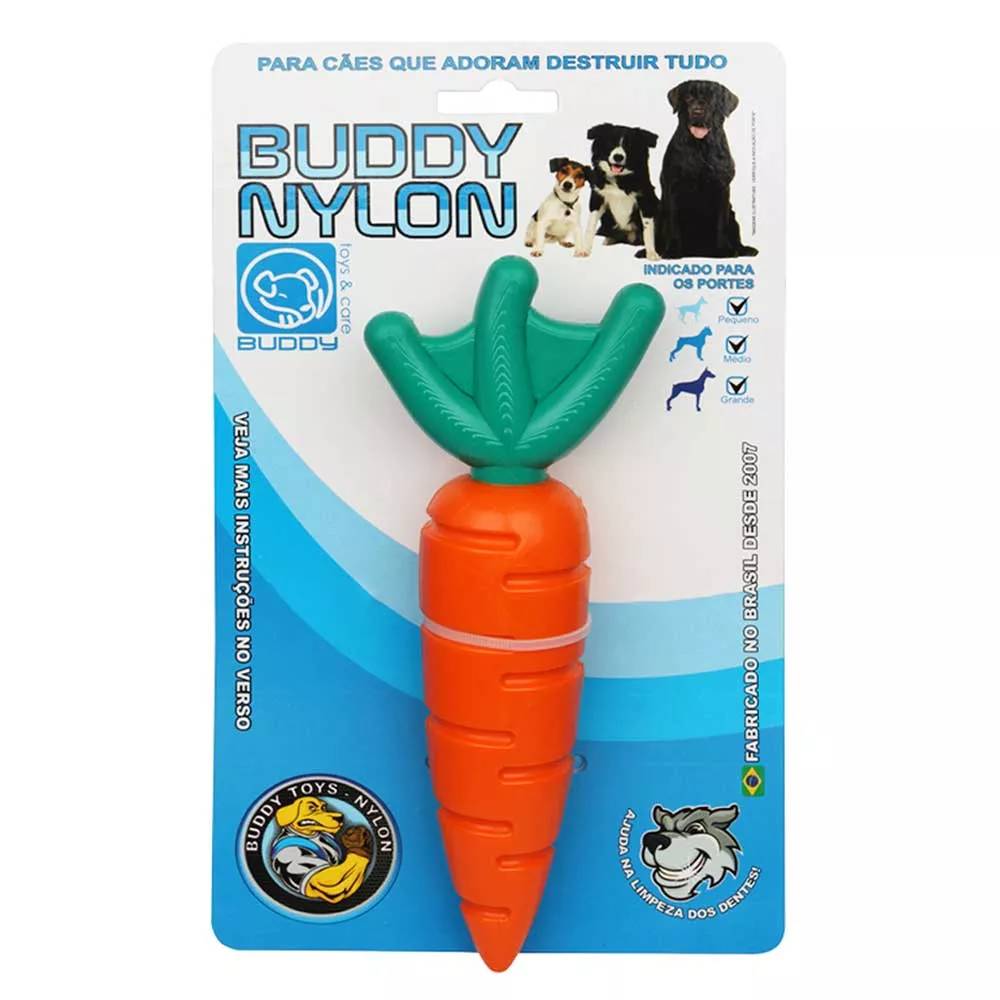 PARA CÃES QUE ADORAM DESTRUIR TUDO
BUDDY
NYLON
toys & care
BUDDY
INDICADO PARA
OS PORTES
Pequeno
Médio
Grande
VEJA MAIS INSTRUÇÕES NO VERSO
FABRICADO NO BRASIL DESDE 2007
BUDDY TOYS - NYLON
AJUDA NA LIMPEZA DOS DENTES!